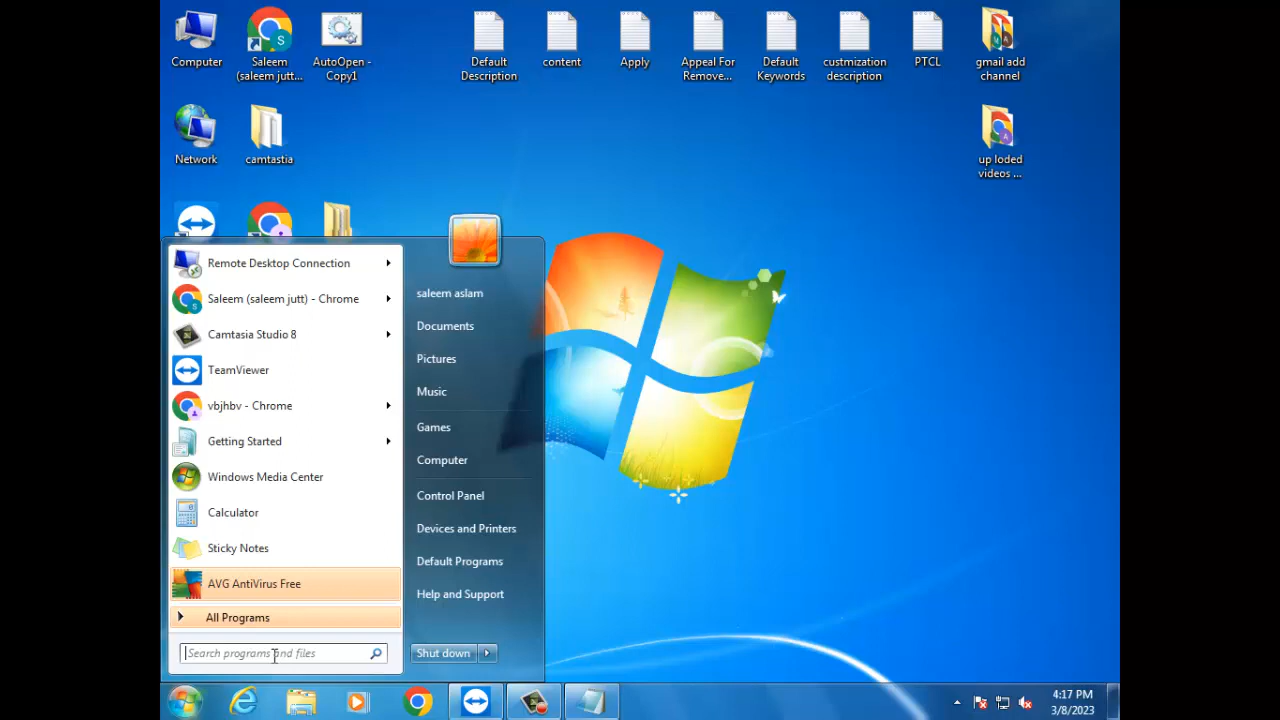 Computer
Saleem
(saleem jutt...
AutoOpen -
Copy1
Default
Description
content
Apply
Appeal For
Remove...
Default
Keywords
custmization
description
PTCL
gmail add
channel
Network
camtastia
up loded
videos ...
Remote Desktop Connection
Saleem (saleem jutt) - Chrome
Camtasia Studio 8
TeamViewer
vbjhbv - Chrome
Getting Started
Windows Media Center
Calculator
Sticky Notes
AVG AntiVirus Free
All Programs
Search programs and files
saleem aslam
Documents
Pictures
Music
Games
Computer
Control Panel
Devices and Printers
Default Programs
Help and Support
Shut down
4:17 PM
3/8/2023